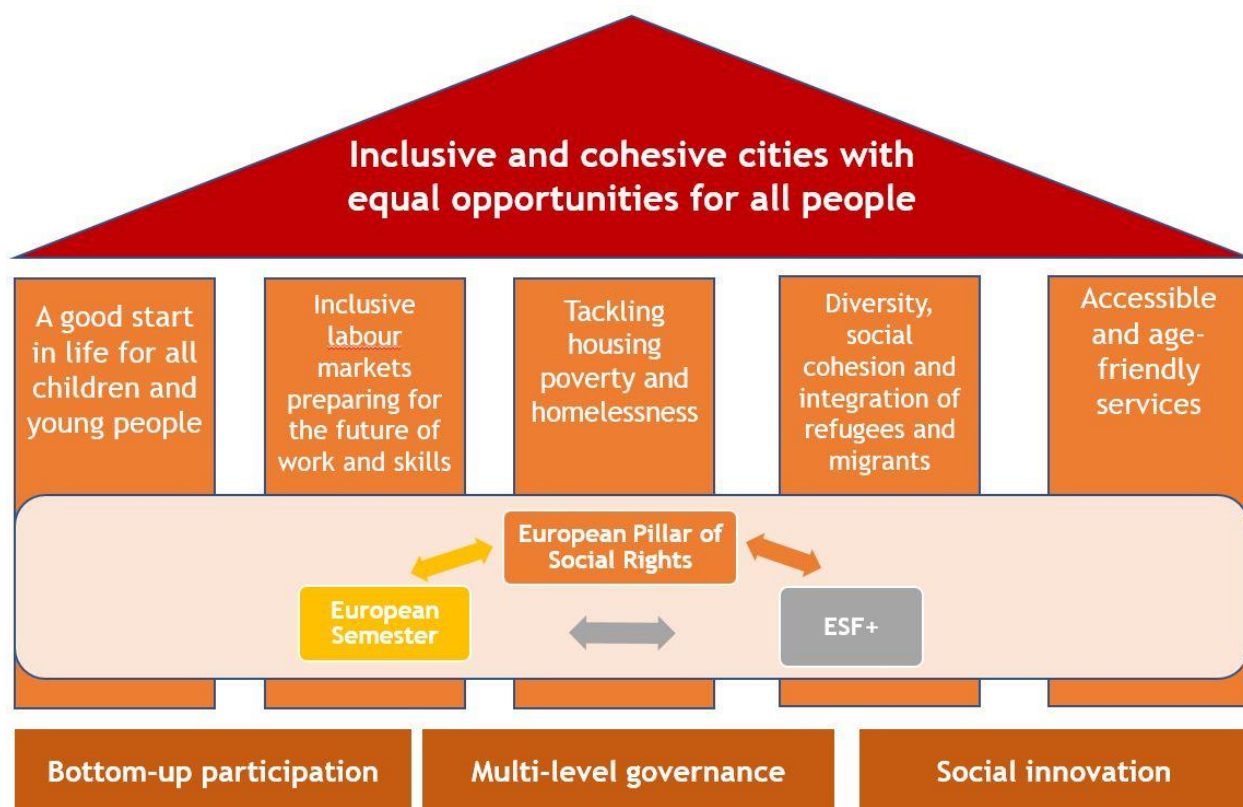 Inclusive and cohesive cities with
equal opportunities for all people
A good start
in life for all
children and
young people
Inclusive
labour
markets
preparing for
the future of
work and skills
Tackling
housing
poverty and
homelessness
Diversity,
social
cohesion and
integration of
refugees and
migrants
Accessible
and age-
friendly
services
European Pillar of
Social Rights
European
Semester
ESF+
Bottom-up participation
Multi-level governance
Social innovation